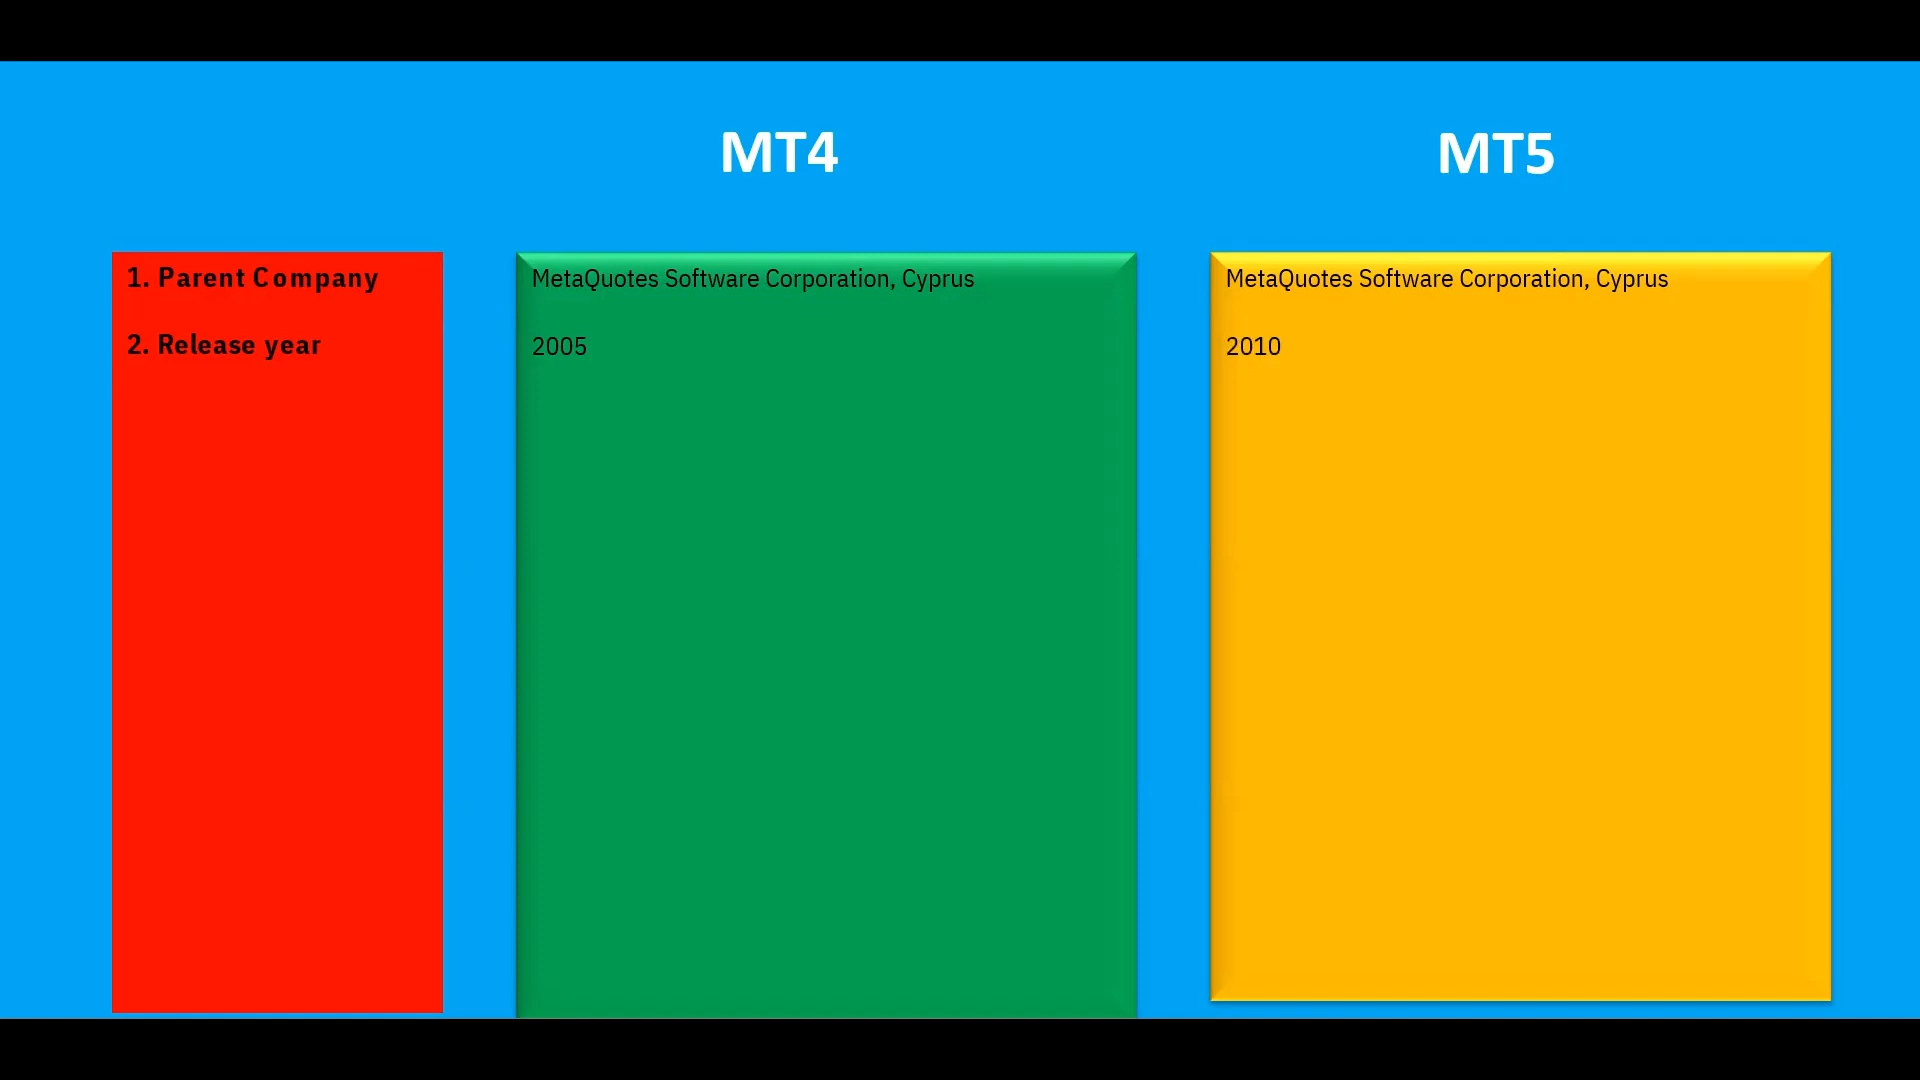 MT4
MT5
1. Parent Company
MetaQuotes Software Corporation, Cyprus
MetaQuotes Software Corporation, Cyprus
2. Release year
2005
2010